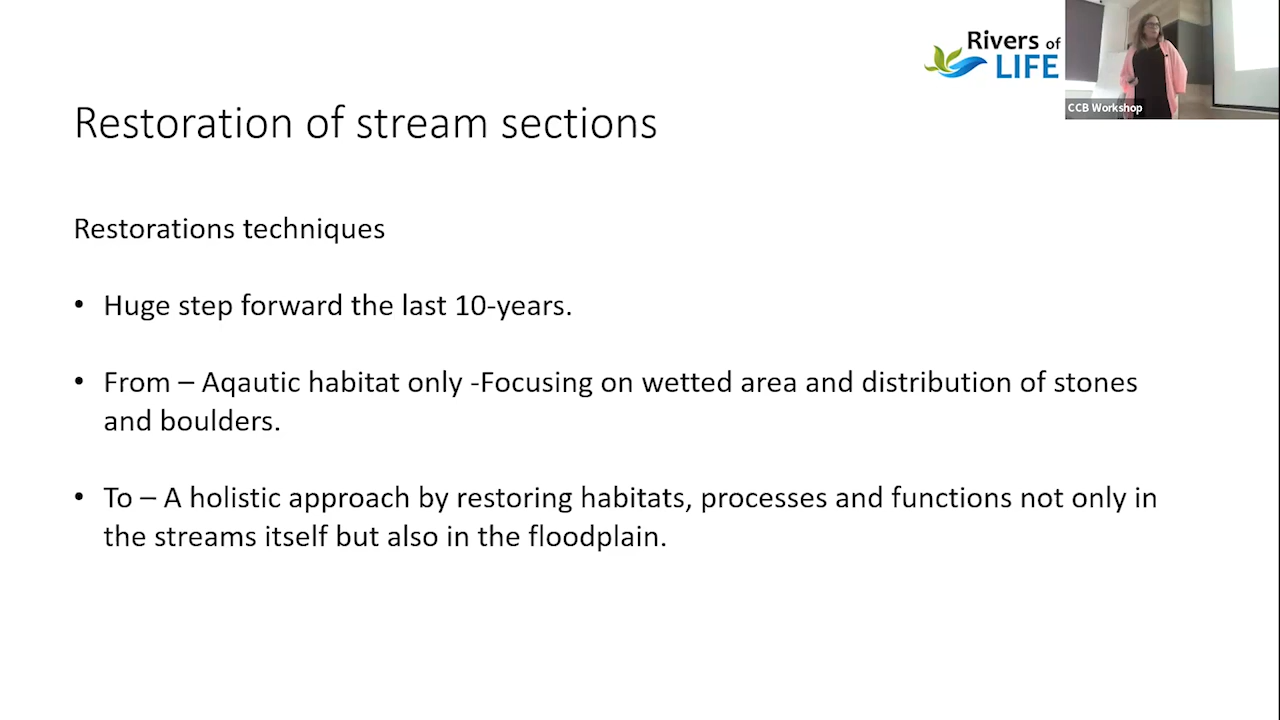 Rivers of
LIFE
CCB Workshop
Restoration of stream sections
Restorations techniques
• Huge step forward the last 10-years.
• From – Aqautic habitat only -Focusing on wetted area and distribution of stones
and boulders.
• To – A holistic approach by restoring habitats, processes and functions not only in
the streams itself but also in the floodplain.